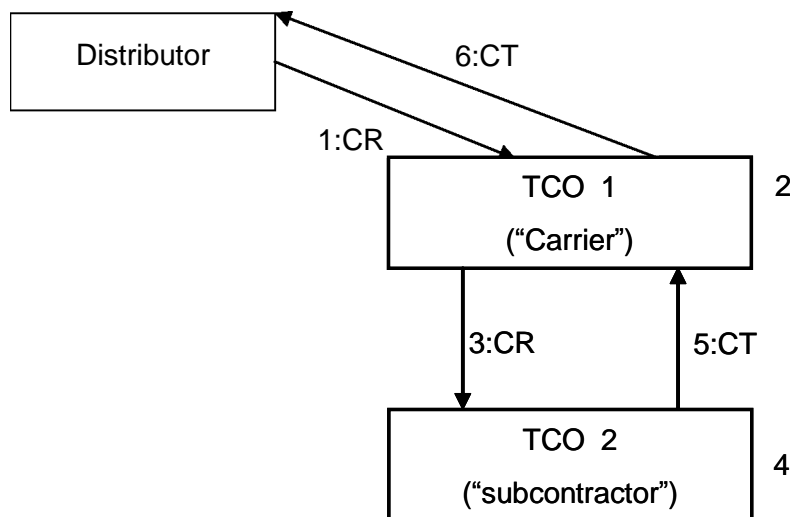 Distributor
6:CT
1:CR
TCO 1
2
(“Carrier”)
3:CR
5:CT
TCO 2
4
(“subcontractor”)